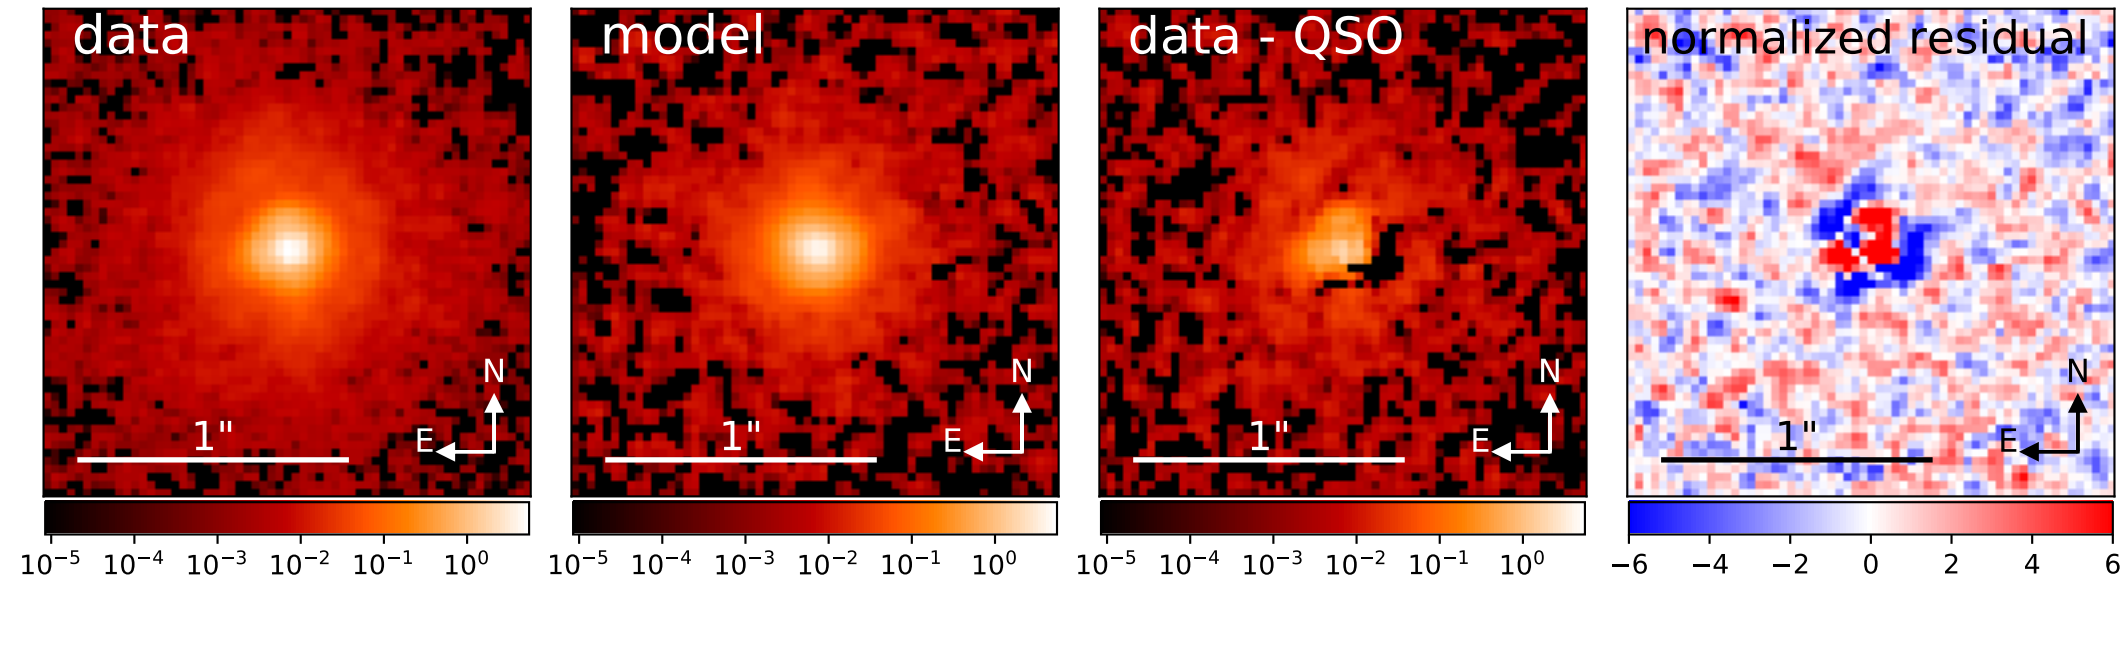 data
model
data - QSO
normalized residual
N
N
N
N
1"
E
1"
E
1"
E
1"
E
10⁻⁵ 10⁻⁴ 10⁻³ 10⁻² 10⁻¹ 10⁰
10⁻⁵ 10⁻⁴ 10⁻³ 10⁻² 10⁻¹ 10⁰
10⁻⁵ 10⁻⁴ 10⁻³ 10⁻² 10⁻¹ 10⁰
−6 −4 −2 0 2 4 6